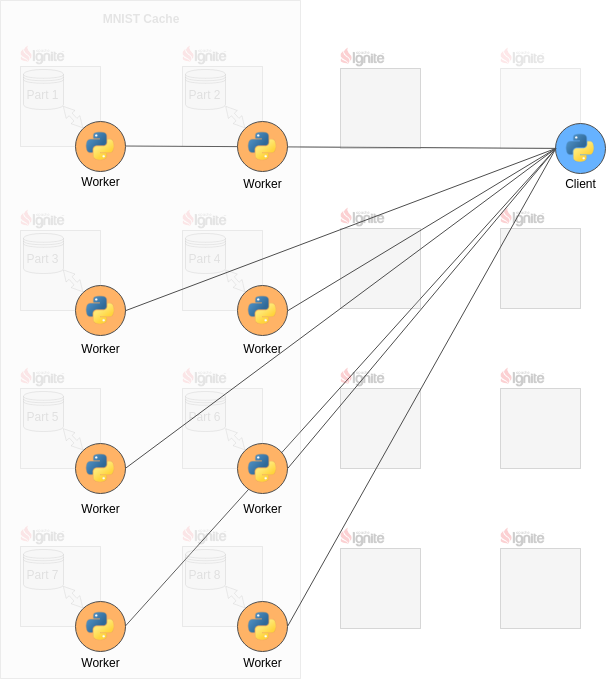 MNIST Cache
Ignite Ignite Ignite Ignite
Part 1 Part 2
Worker Worker Client
Ignite Ignite Ignite Ignite
Part 3 Part 4
Worker Worker
Ignite Ignite Ignite Ignite
Part 5 Part 6
Worker Worker
Ignite Ignite Ignite Ignite
Part 7 Part 8
Worker Worker